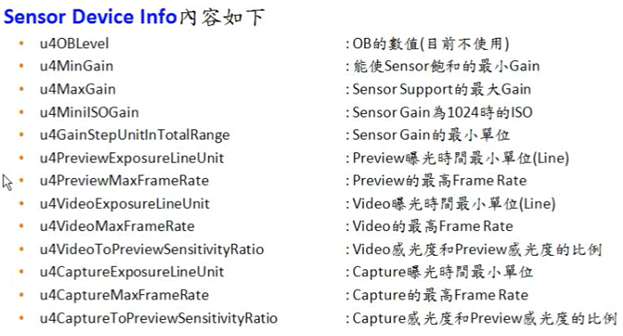 Sensor Device Info內容如下
• u4OBLevel : OB的數值(目前不使用)
• u4MinGain : 能使Sensor飽和的最小Gain
• u4MaxGain : Sensor Support的最大Gain
• u4MiniISOGain : Sensor Gain為1024時的ISO
• u4GainStepUnitInTotalRange : Sensor Gain的最小單位
• u4PreviewExposureLineUnit : Preview曝光時間最小單位(Line)
• u4PreviewMaxFrameRate : Preview的最高Frame Rate
• u4VideoExposureLineUnit : Video曝光時間最小單位(Line)
• u4VideoMaxFrameRate : Video的最高Frame Rate
• u4VideoToPreviewSensitivityRatio : Video感光度和Preview感光度的比例
• u4CaptureExposureLineUnit : Capture曝光時間最小單位
• u4CaptureMaxFrameRate : Capture的最高Frame Rate
• u4CaptureToPreviewSensitivityRatio : Capture感光度和Preview感光度的比例